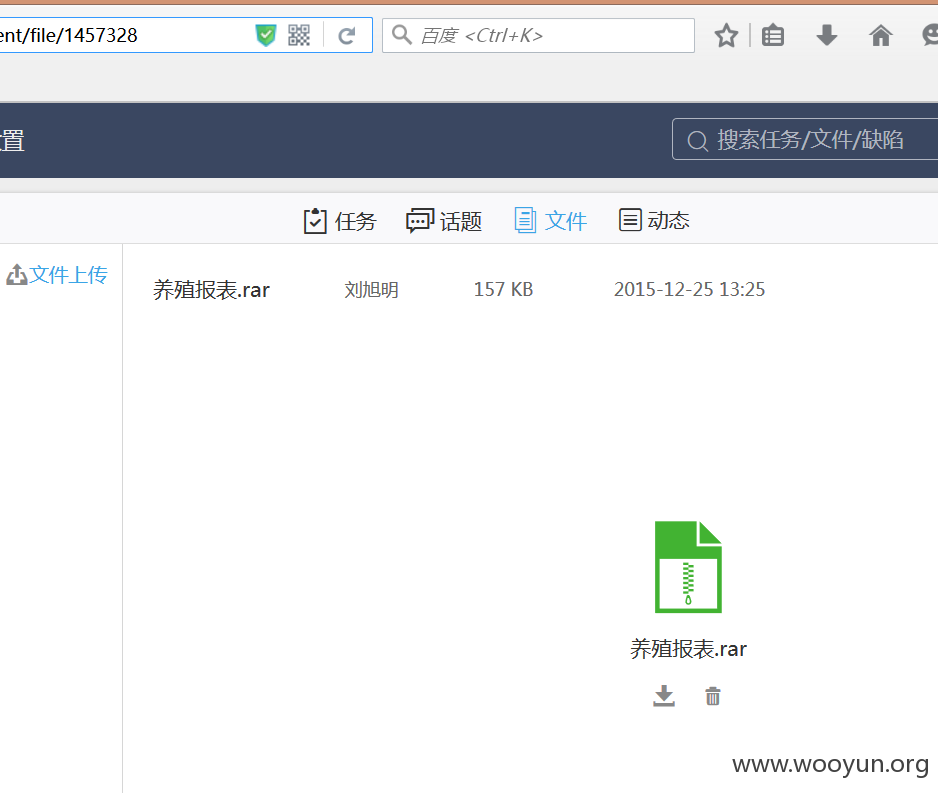 ent/file/1457328
百度 <Ctrl+K>
置
搜索任务/文件/缺陷
任务 话题 文件 动态
文件上传
养殖报表.rar 刘旭明 157 KB 2015-12-25 13:25
养殖报表.rar
www.wooyun.org